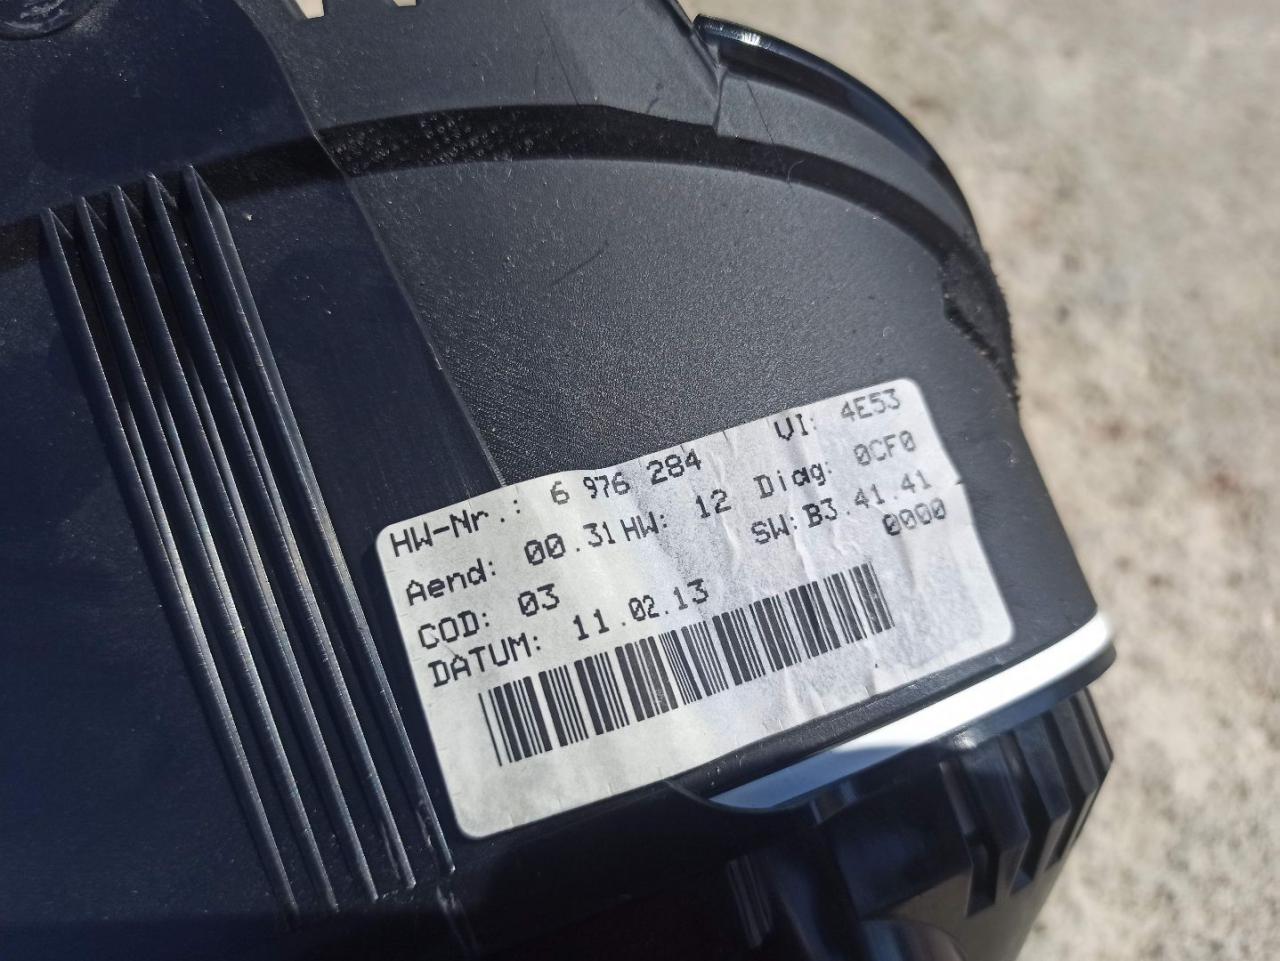 HW-Nr.: 6 976 284 VI: 4E53
Aend: 00.31 HW: 12 Diag: 0CF0
COD: 03 SW: B3.41.41
DATUM: 11.02.13 0000